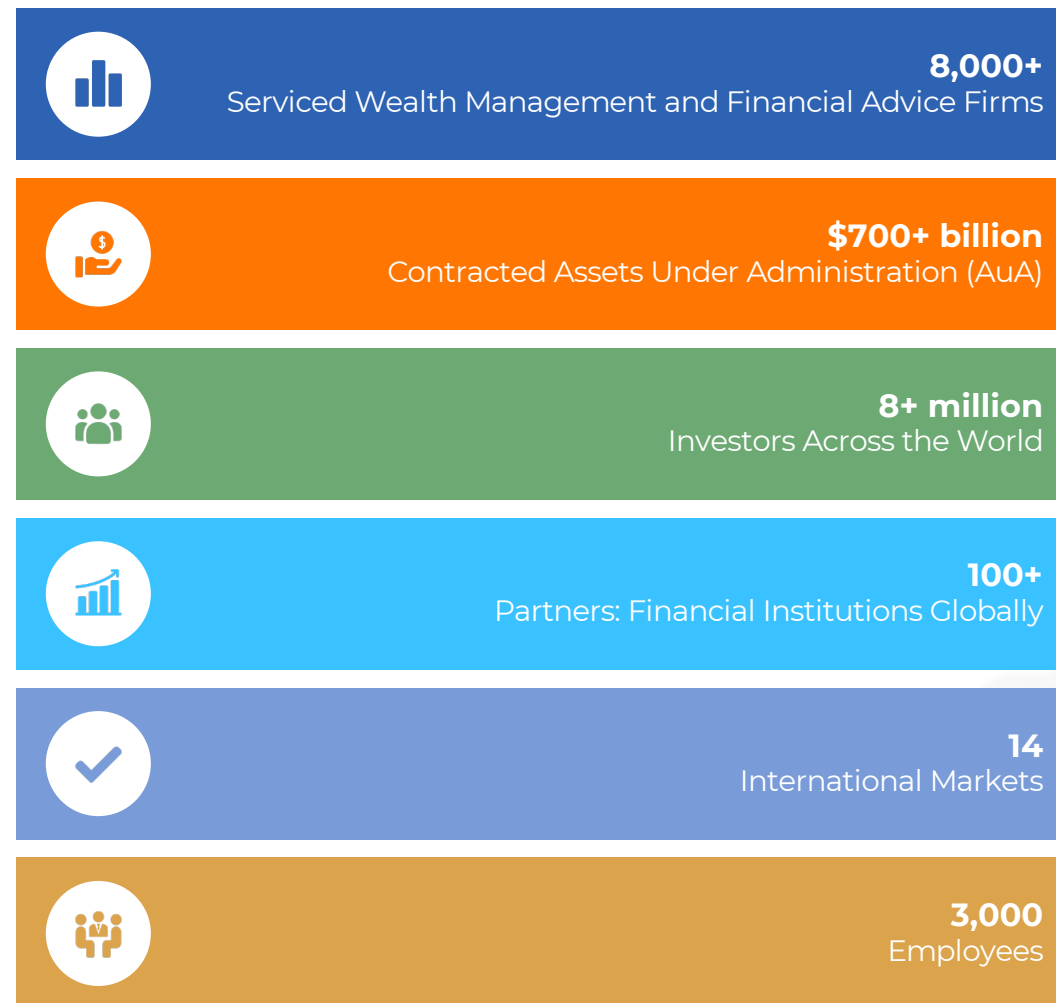 8,000+
Serviced Wealth Management and Financial Advice Firms
$700+ billion
Contracted Assets Under Administration (AuA)
8+ million
Investors Across the World
100+
Partners: Financial Institutions Globally
14
International Markets
3,000
Employees